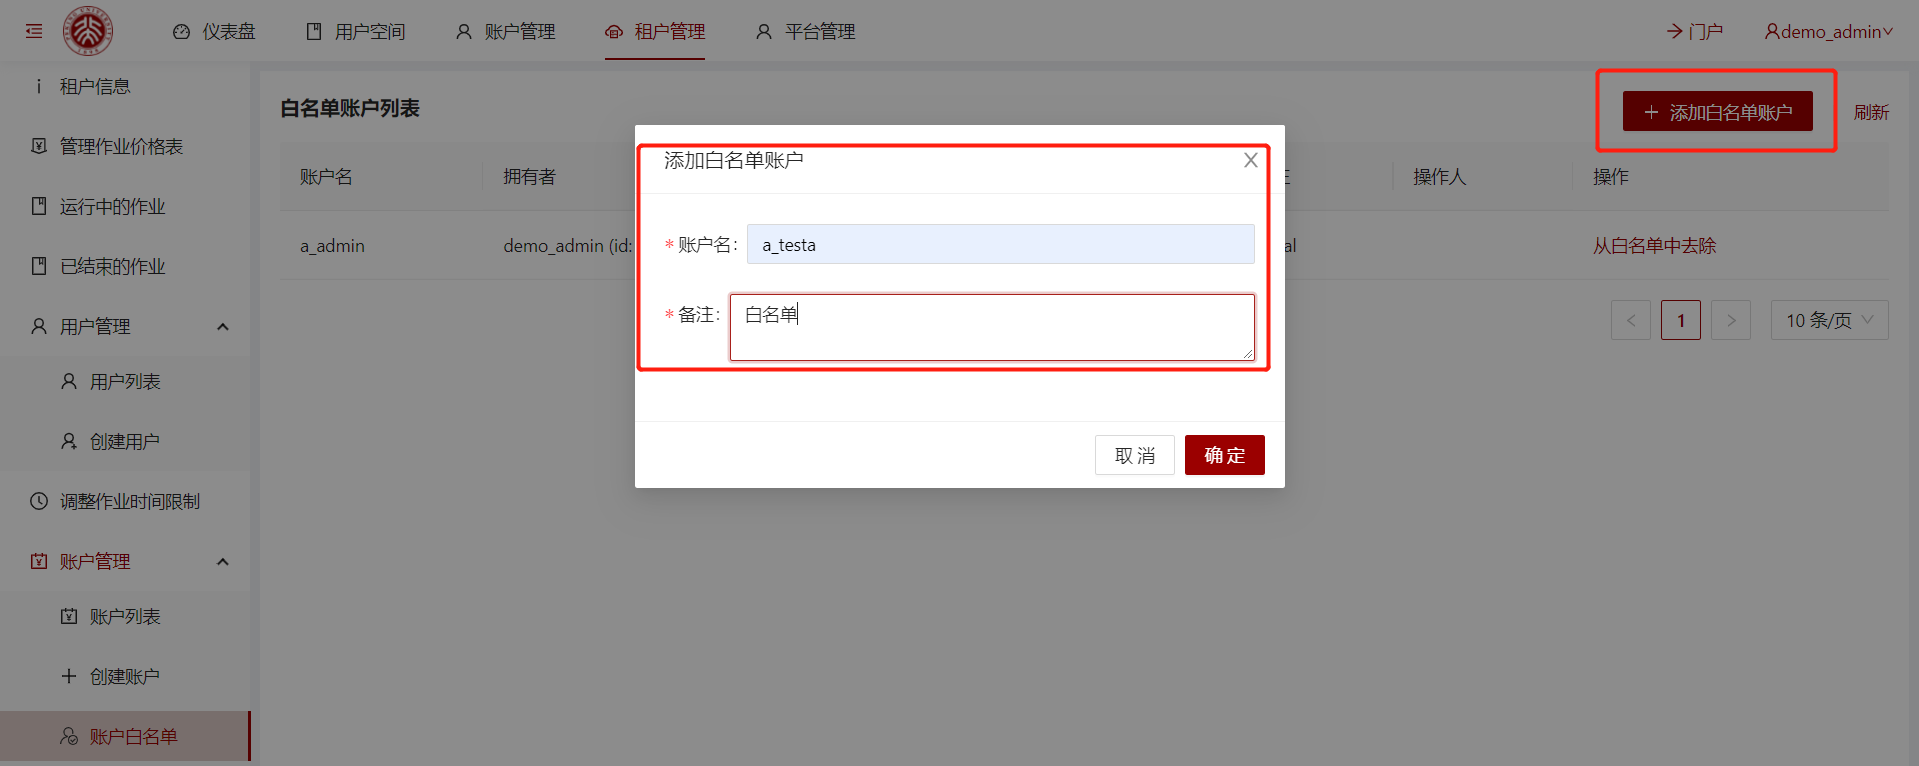 仪表盘
用户空间
账户管理
租户管理
平台管理
门户
demo_admin
租户信息
管理作业价格表
运行中的作业
已结束的作业
用户管理
用户列表
创建用户
调整作业时间限制
账户管理
账户列表
创建账户
账户白名单
白名单账户列表
添加白名单账户
刷新
账户名
拥有者
操作人
操作
a_admin
demo_admin (id:
al
从白名单中去除
1
10 条/页
添加白名单账户
* 账户名: a_testa
* 备注: 白名单
取 消
确 定